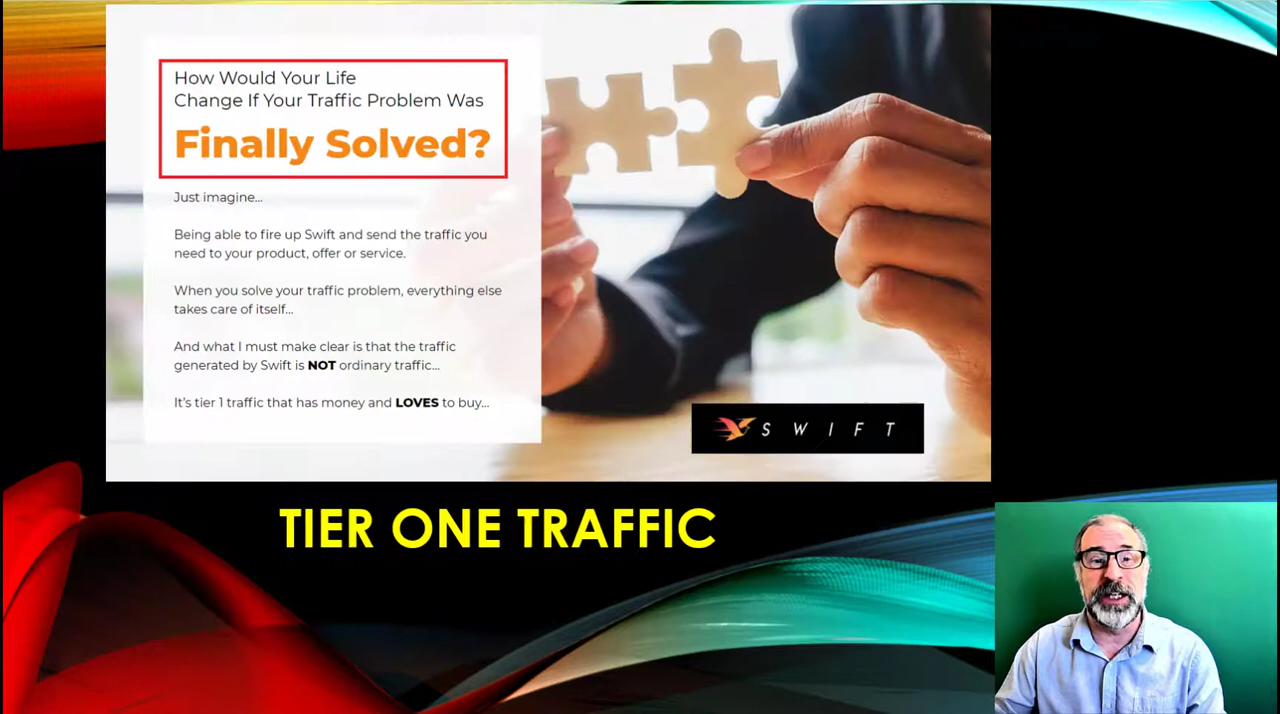 How Would Your Life
Change If Your Traffic Problem Was
Finally Solved?
Just imagine...
Being able to fire up Swift and send the traffic you
need to your product, offer or service.
When you solve your traffic problem, everything else
takes care of itself...
And what I must make clear is that the traffic
generated by Swift is NOT ordinary traffic...
It's tier 1 traffic that has money and LOVES to buy...
SWIFT
TIER ONE TRAFFIC